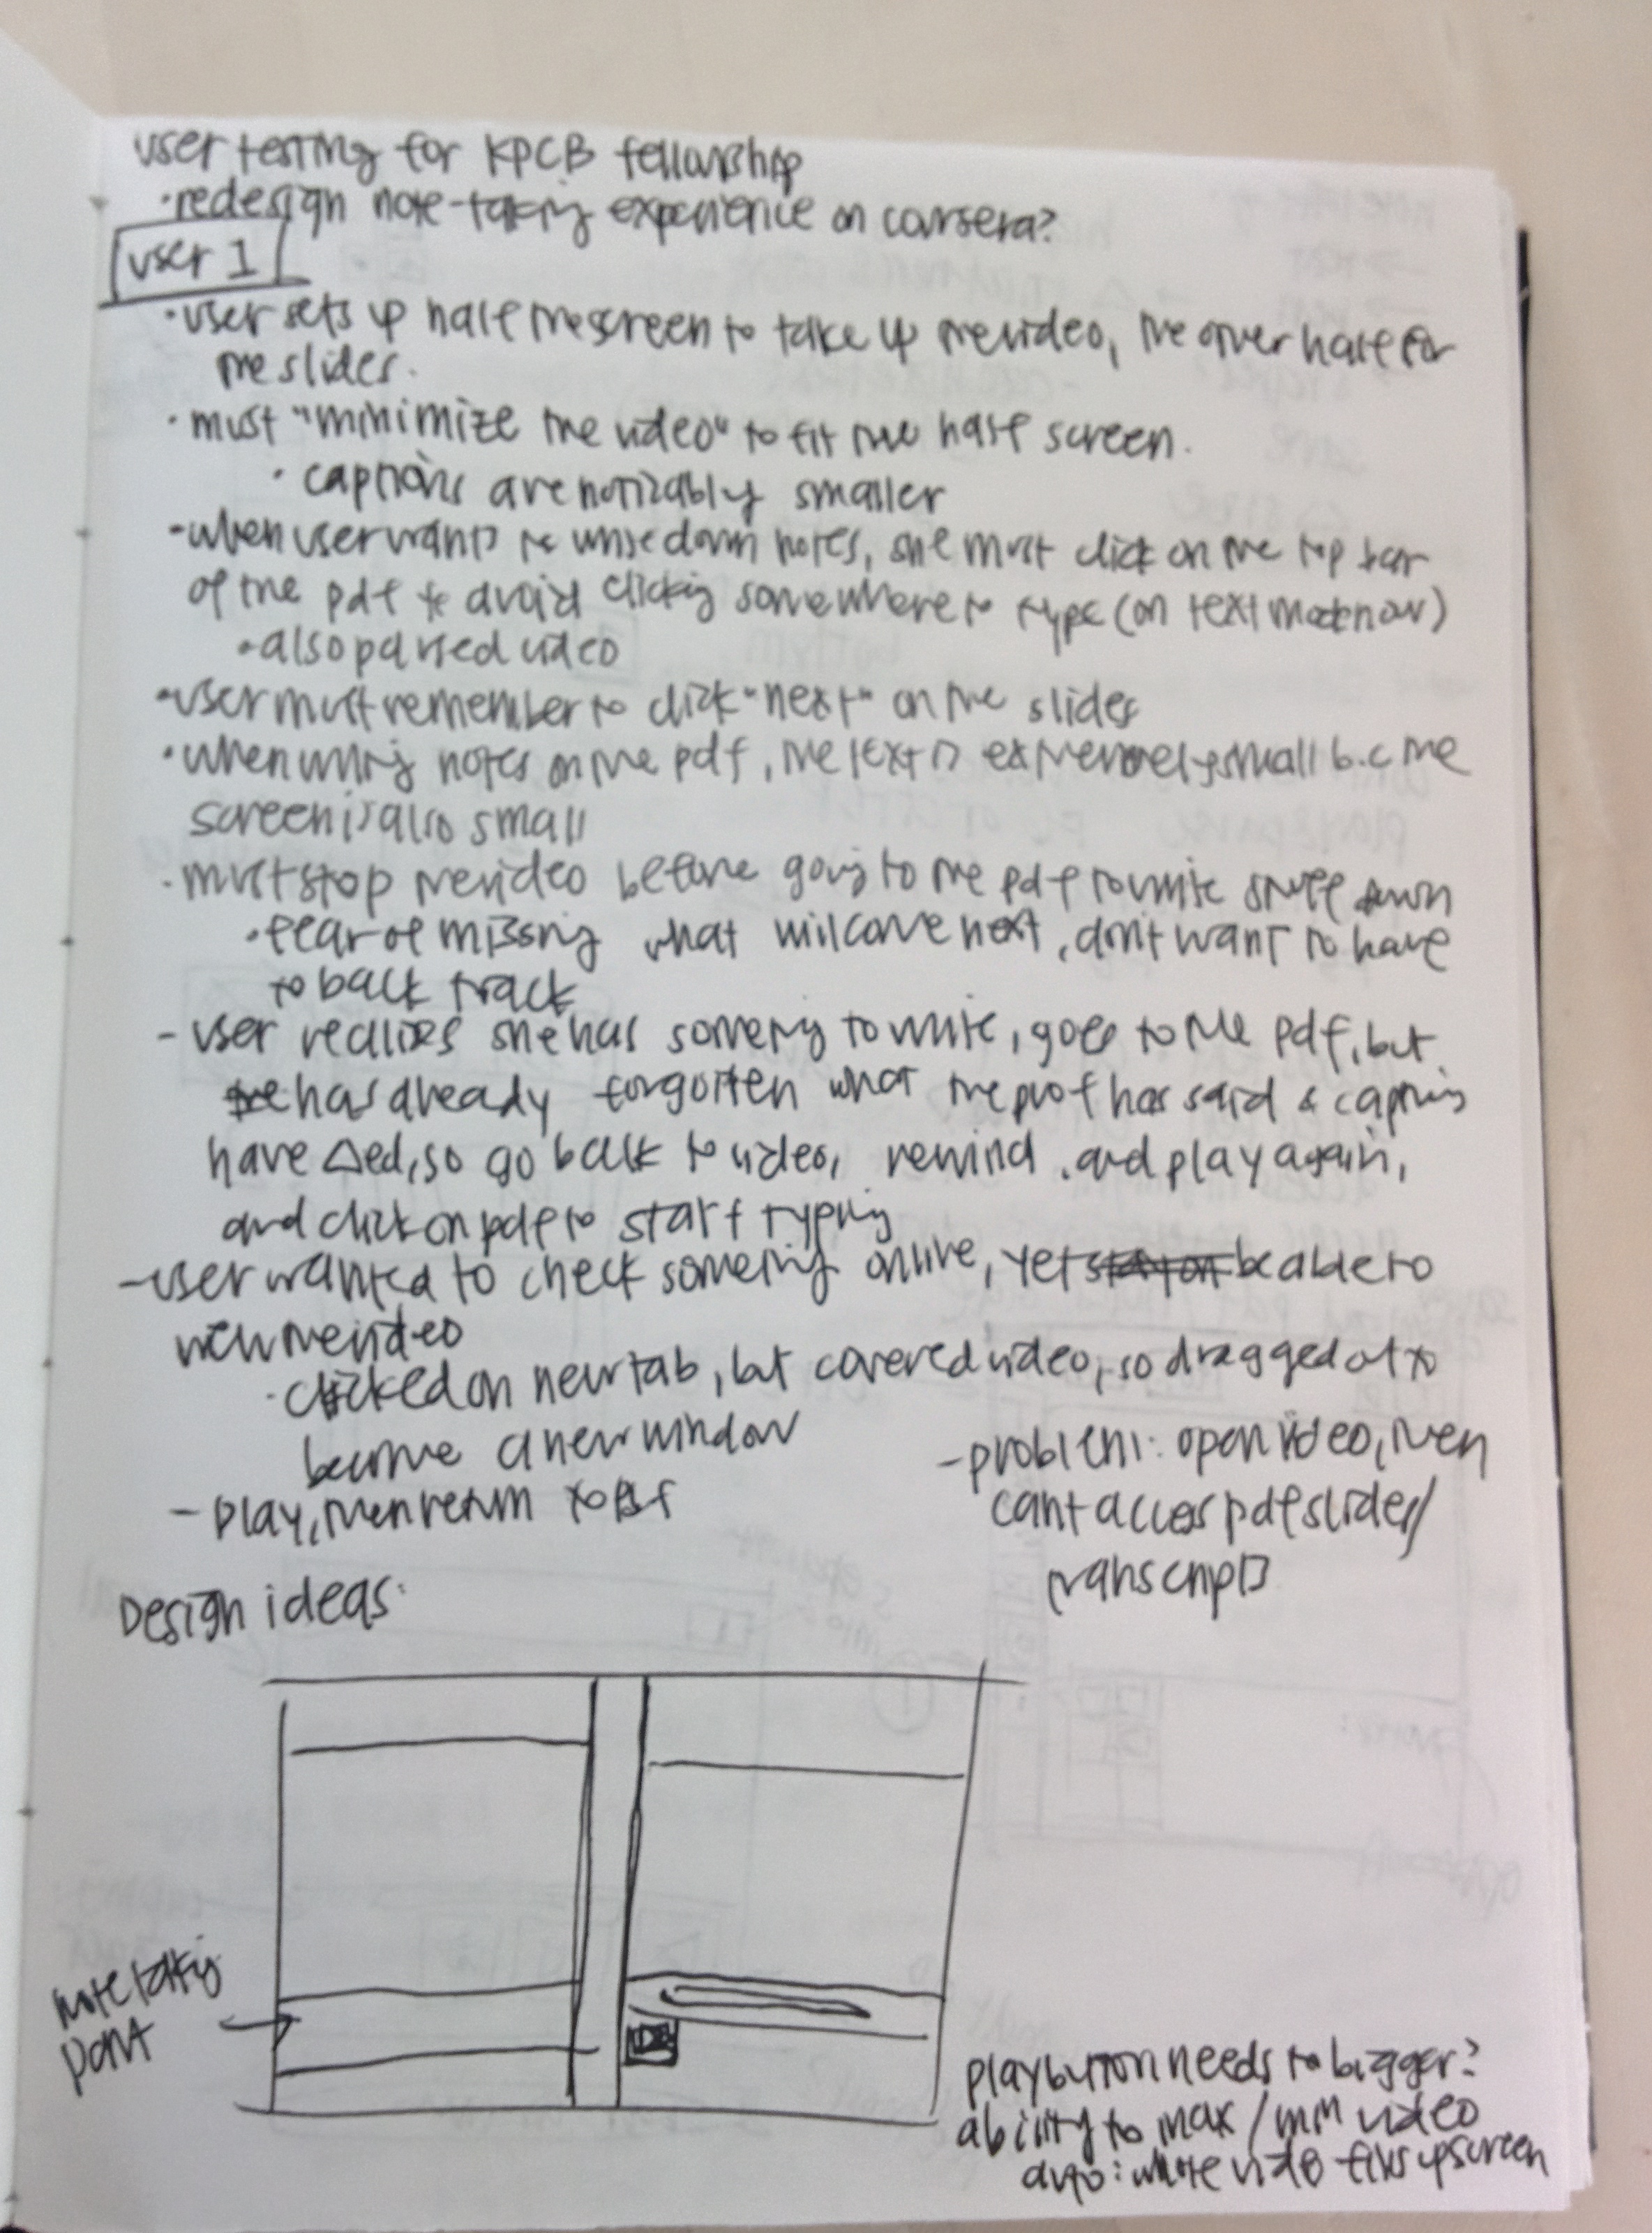 user testing for KPCB fellowship
· redesign note-taking experience on coursera?
user 1
· user sets up half the screen to take up the video, the other half for
the slides.
· must "minimize the video" to fit the half screen.
· captions are noticably smaller
- when user wants to write down notes, she must click on the top bar
of the pdf to avoid clicking somewhere to type (on text mode now)
· also paused video
· user must remember to click "next" on the slides
· when writing notes on the pdf, the text is extremely small b.c the
screen is also small
· must stop the video before going to the pdf to write stuff down
· fear of missing what will come next, don't want to have
to back track
- user realizes she has something to write, goes to the pdf, but
has already forgotten what the prof has said & captions
have Δed, so go back to video, rewind, and play again,
and click on pdf to start typing
- user wanted to check something online, yet be able to
view the video
· clicked on new tab, but covered video, so dragged out to
become a new window
- play, then return to pdf
- problem: open video, then
cant access pdf slides/
transcripts
Design ideas:
note taking
part
play button needs to bigger?
ability to max/min video
auto: whole video fills up screen